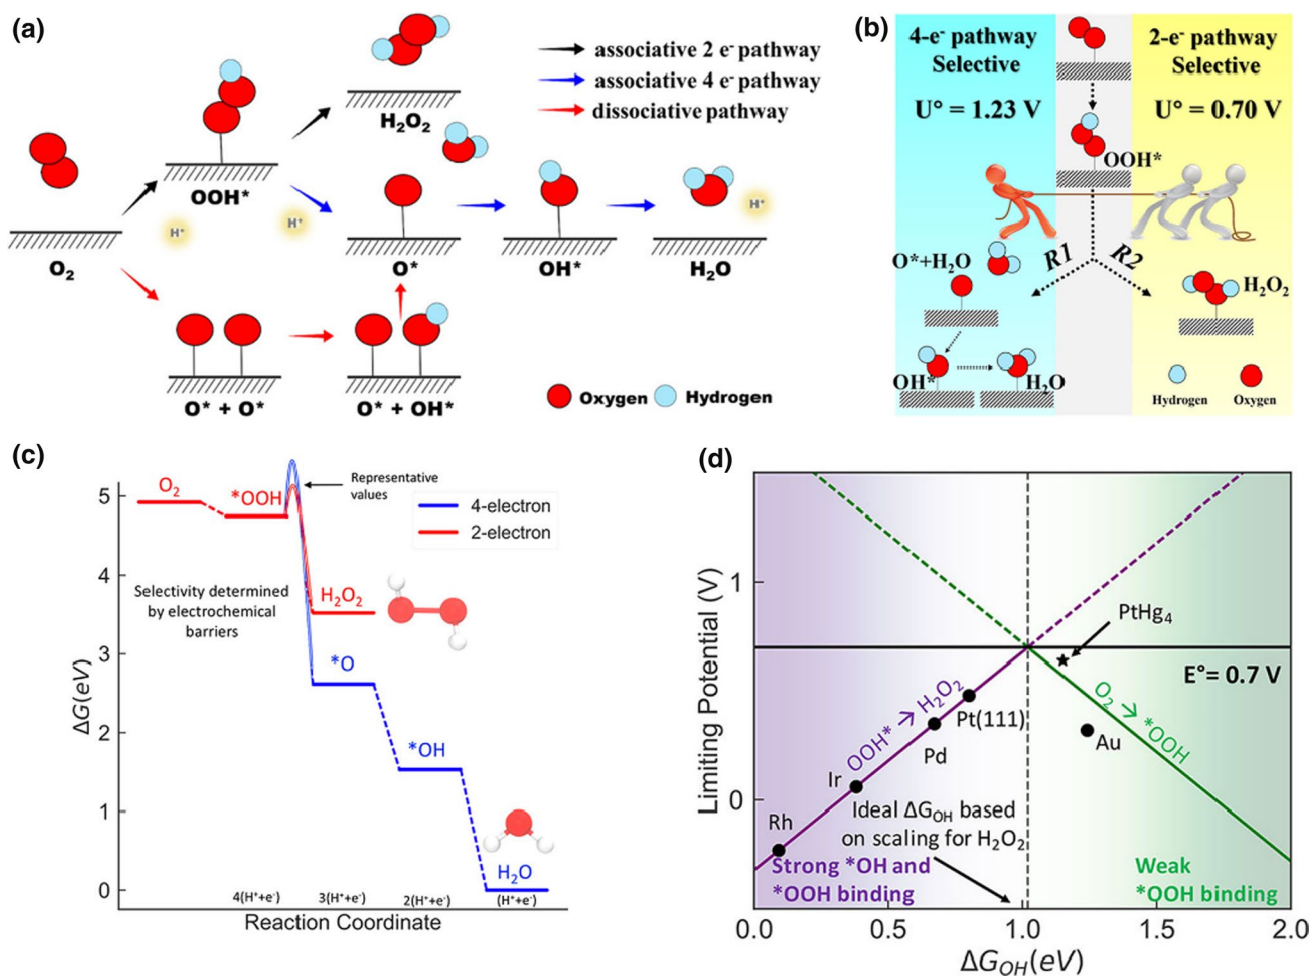 (a)
associative 2 e⁻ pathway
associative 4 e⁻ pathway
dissociative pathway
H₂O₂
OOH*
H⁺
H⁺
H⁺
O₂
O*
OH*
H₂O
O* + O*
O* + OH*
Oxygen
Hydrogen
(b)
4-e⁻ pathway
Selective
U° = 1.23 V
2-e⁻ pathway
Selective
U° = 0.70 V
OOH*
R1
R2
O*+H₂O
H₂O₂
OH*
H₂O
Hydrogen
Oxygen
(c)
ΔG(eV)
5
4
3
2
1
0
O₂
*OOH
Representative
values
4-electron
2-electron
Selectivity determined
by electrochemical
barriers
H₂O₂
*O
*OH
H₂O
4(H⁺+e⁻)
3(H⁺+e⁻)
2(H⁺+e⁻)
(H⁺+e⁻)
Reaction Coordinate
(d)
Limiting Potential (V)
1
0
PtHg₄
E°= 0.7 V
OOH* → H₂O₂
O₂ → *OOH
Pt(111)
Au
Pd
Ir
Rh
Ideal ΔG_OH based
on scaling for H₂O₂
Strong *OH and
*OOH binding
Weak
*OOH binding
0.0
0.5
1.0
1.5
2.0
ΔG_OH(eV)